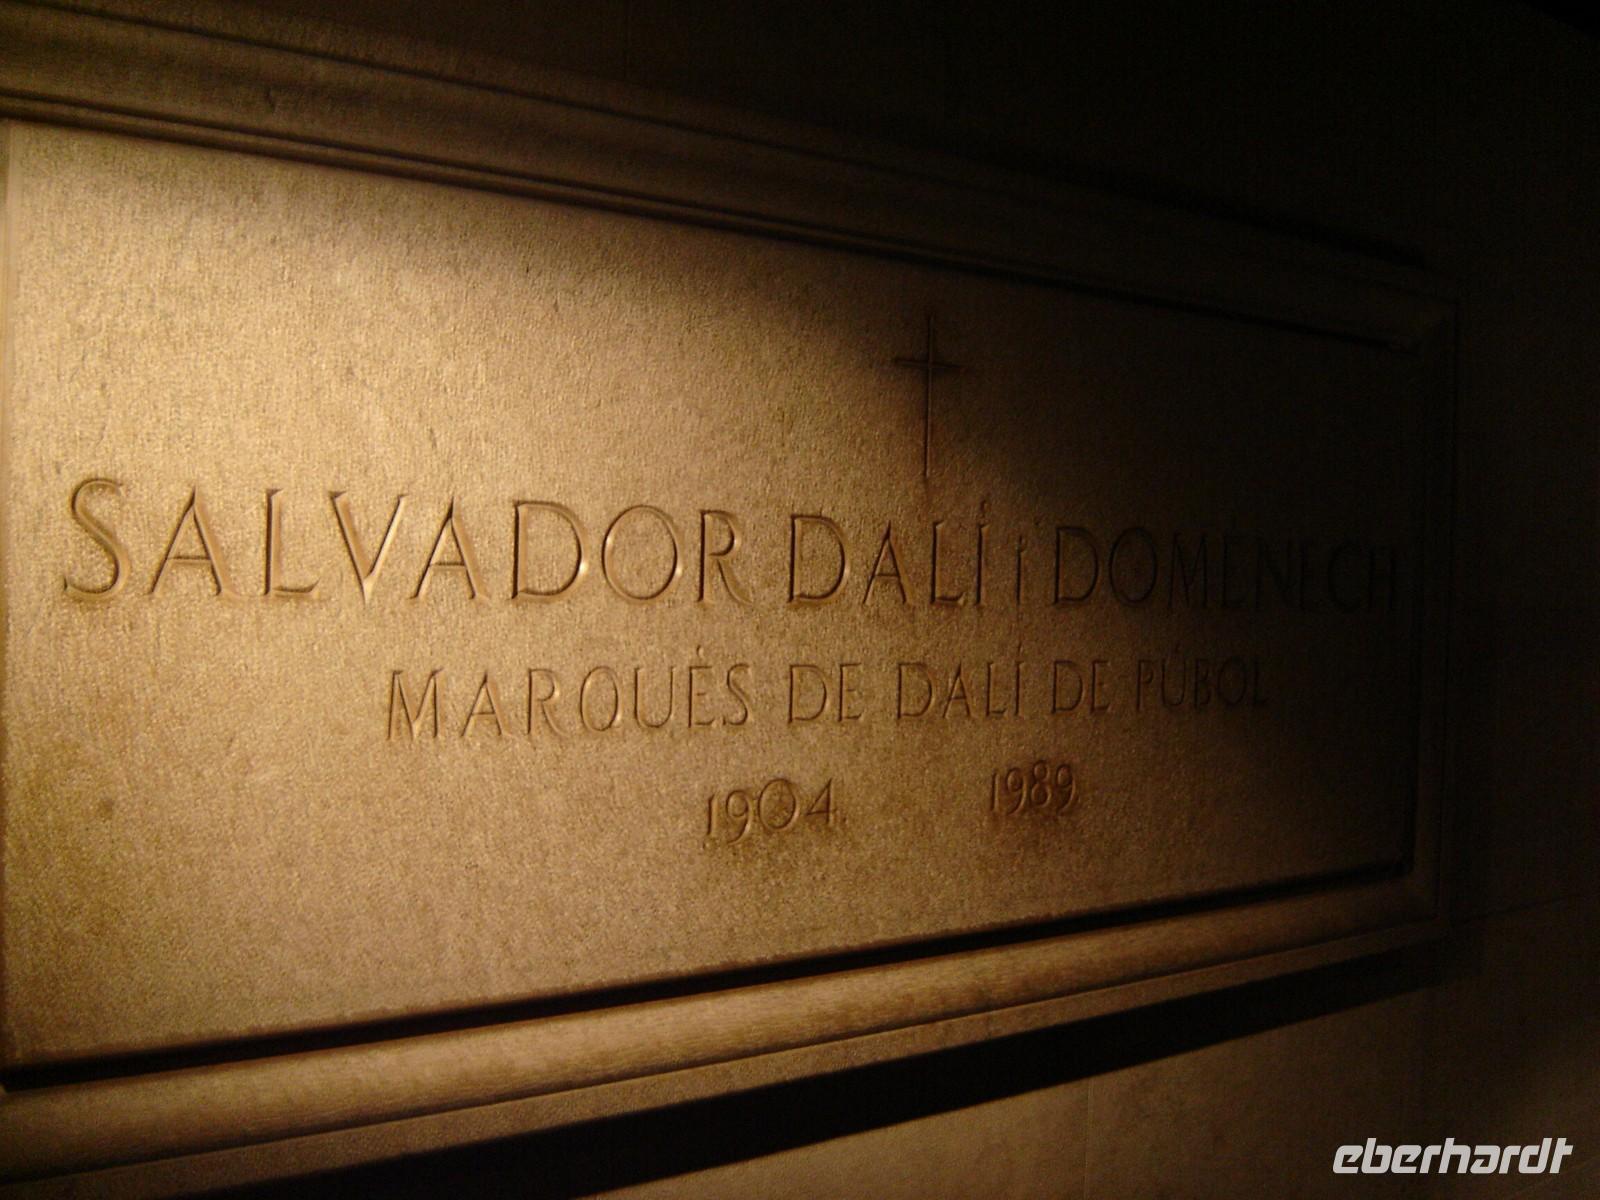 SALVADOR DALÍ i DOMÈNECH
MARQUÈS DE DALÍ DE PÚBOL
1904 1989
eberhardt